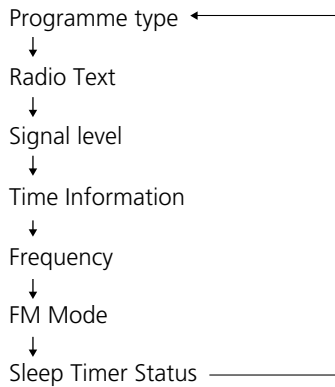 Programme type
Radio Text
Signal level
Time Information
Frequency
FM Mode
Sleep Timer Status